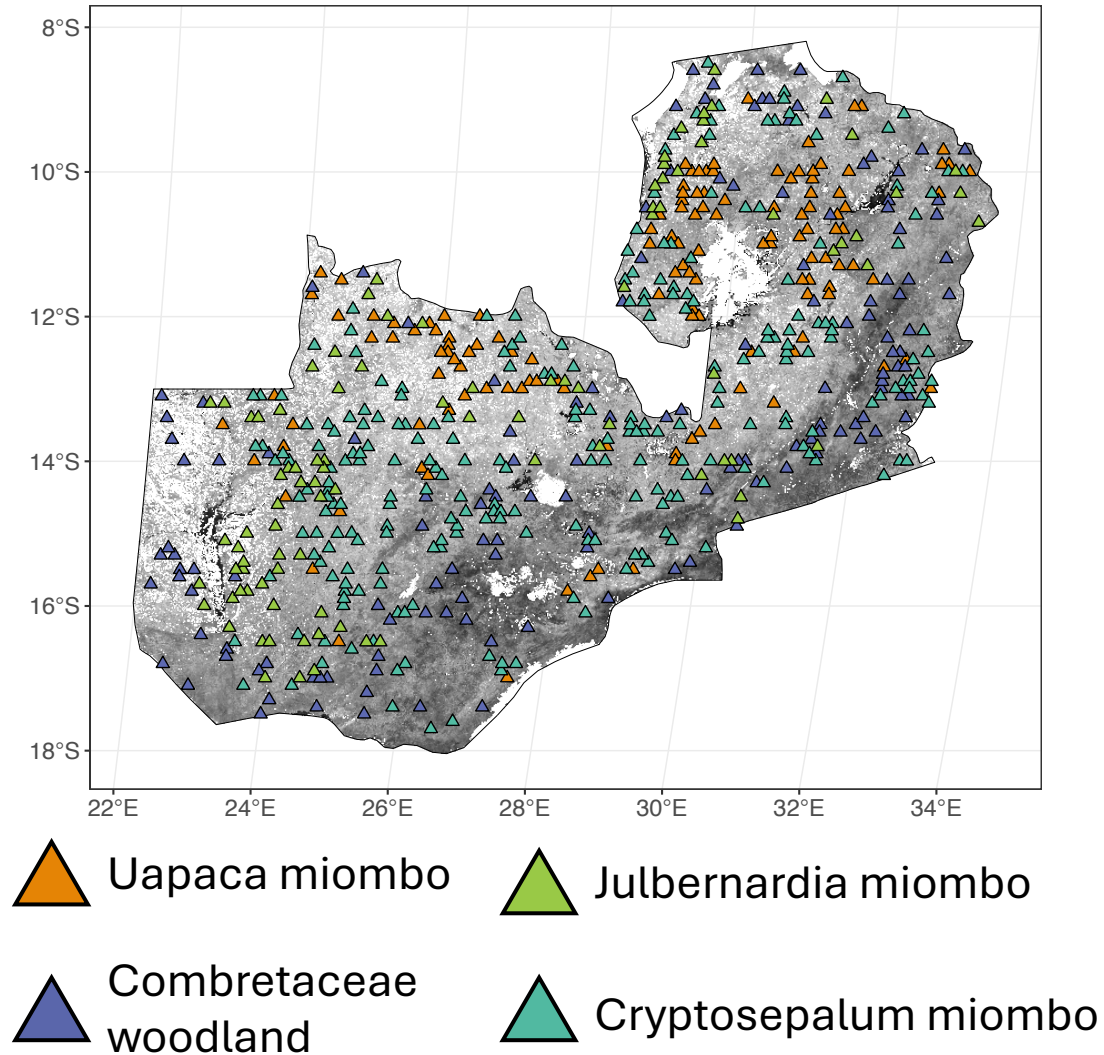 8°S
10°S
12°S
14°S
16°S
18°S
22°E 24°E 26°E 28°E 30°E 32°E 34°E
Uapaca miombo
Julbernardia miombo
Combretaceae
woodland
Cryptosepalum miombo